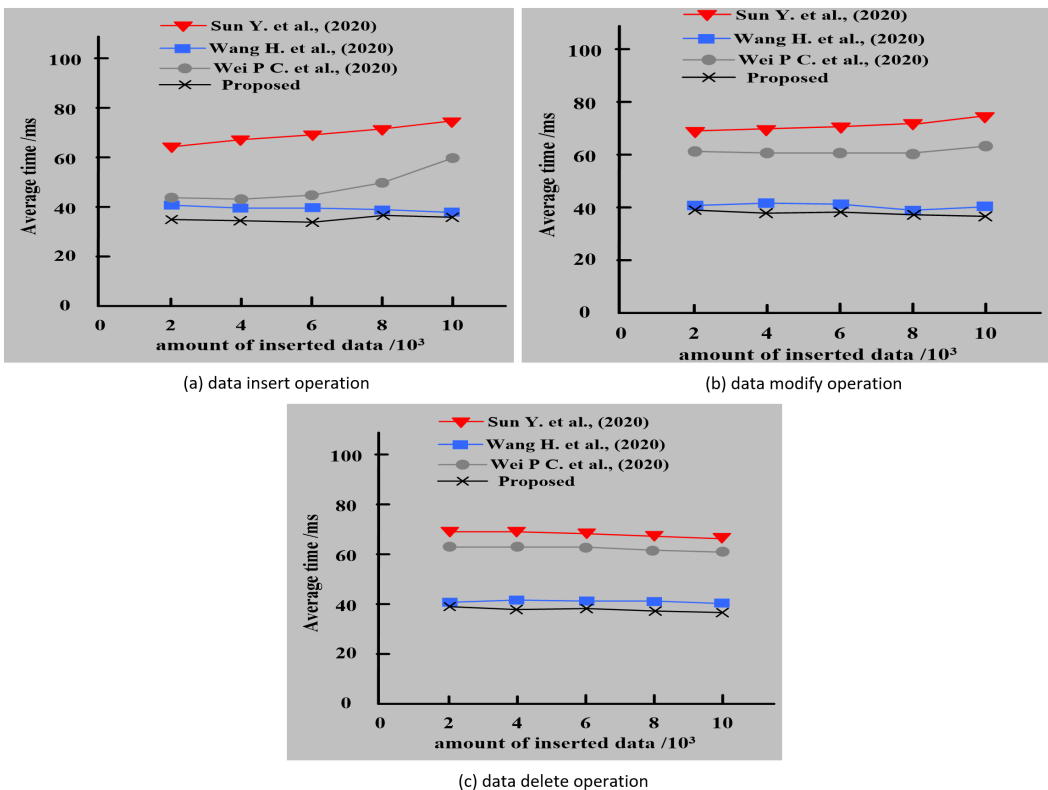 Sun Y. et al., (2020)
Wang H. et al., (2020)
Wei P C. et al., (2020)
Proposed
Average time /ms
100
80
60
40
20
0
0 2 4 6 8 10
amount of inserted data /10³
(a) data insert operation
Sun Y. et al., (2020)
Wang H. et al., (2020)
Wei P C. et al., (2020)
Proposed
Average time /ms
100
80
60
40
20
0
0 2 4 6 8 10
amount of inserted data /10³
(b) data modify operation
Sun Y. et al., (2020)
Wang H. et al., (2020)
Wei P C. et al., (2020)
Proposed
Average time /ms
100
80
60
40
20
0
0 2 4 6 8 10
amount of inserted data /10³
(c) data delete operation